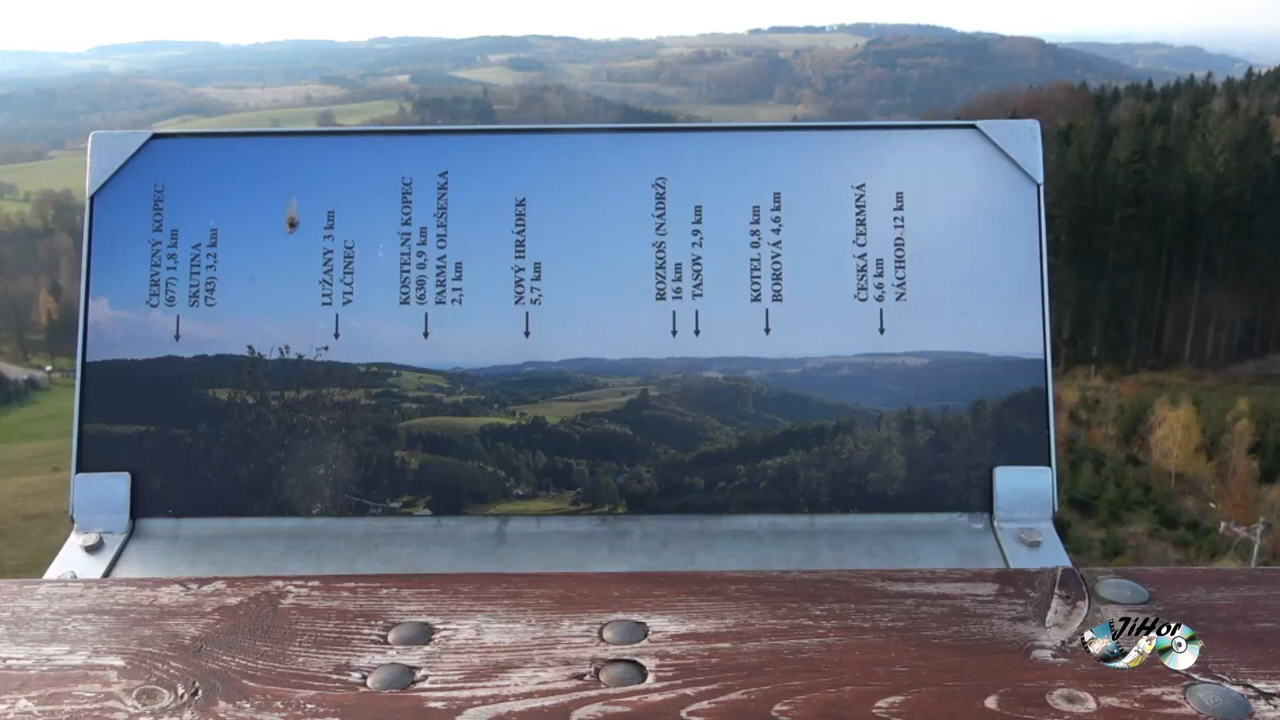 ČERVENÝ KOPEC
(677) 1,8 km
SKUTINA
(743) 3,2 km
LUŽANY 3 km
VLČINEC
KOSTELNÍ KOPEC
(630) 0,9 km
FARMA OLEŠENKA
2,1 km
NOVÝ HRÁDEK
5,7 km
ROZKOŠ (NÁDRŽ)
16 km
TASOV 2,9 km
KOTEL 0,8 km
BOROVÁ 4,6 km
ČESKÁ ČERMNÁ
6,6 km
NÁCHOD 12 km
JiHor